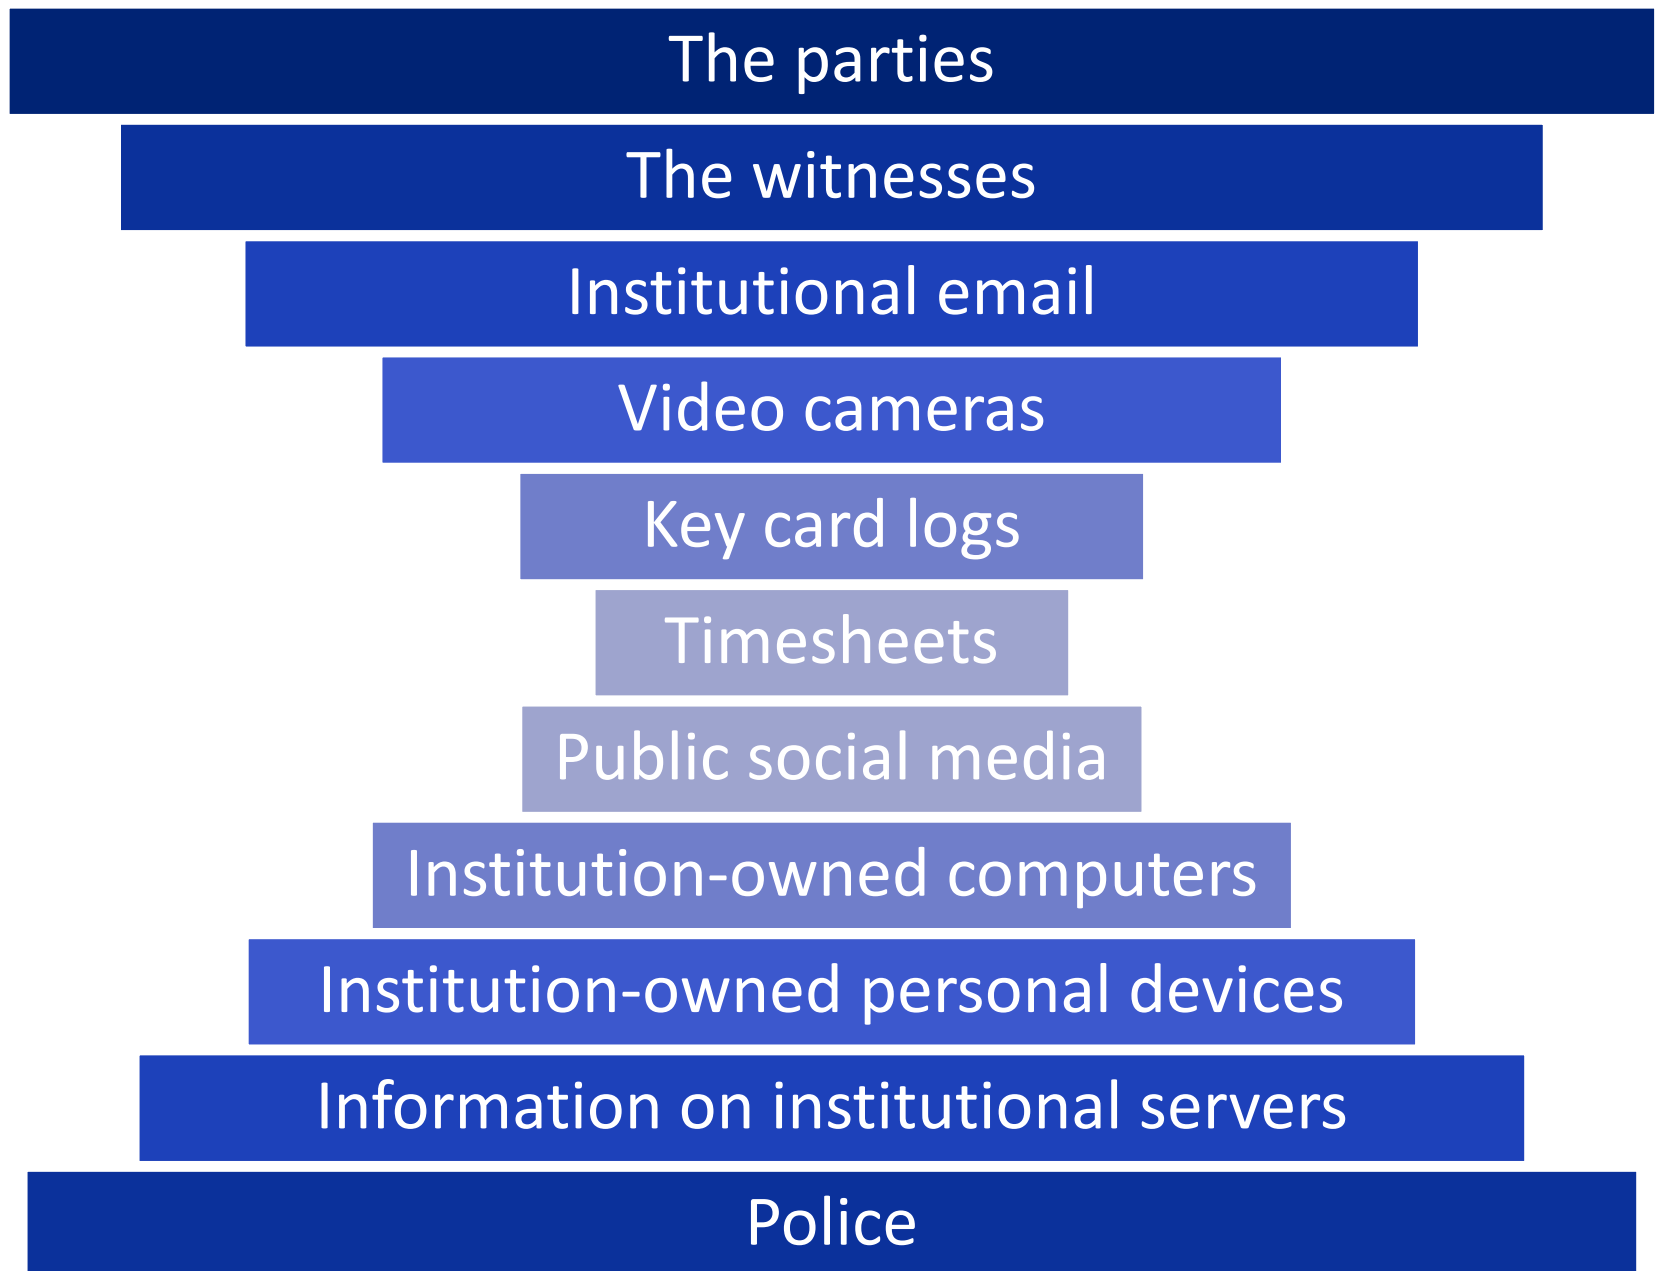 The parties
The witnesses
Institutional email
Video cameras
Key card logs
Timesheets
Public social media
Institution-owned computers
Institution-owned personal devices
Information on institutional servers
Police